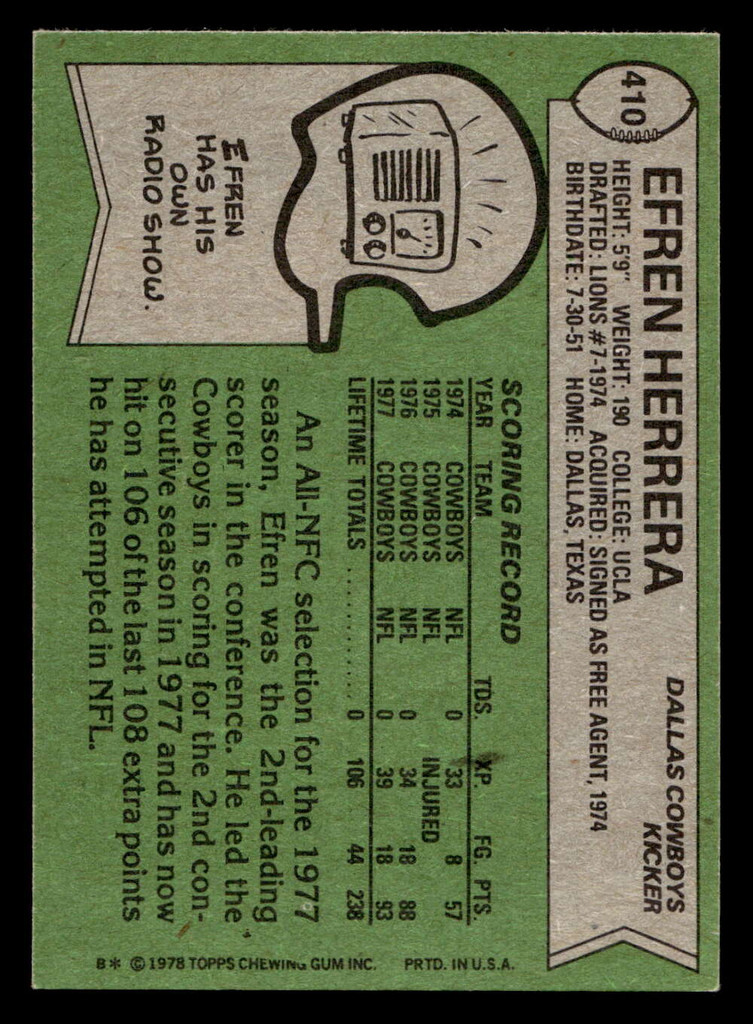 410
EFREN HERRERA
DALLAS COWBOYS
KICKER
HEIGHT: 5'9" WEIGHT: 190 COLLEGE: UCLA
DRAFTED: LIONS #7-1974 ACQUIRED: SIGNED AS FREE AGENT, 1974
BIRTHDATE: 7-30-51 HOME: DALLAS, TEXAS
EFREN
HAS HIS
OWN
RADIO SHOW.
SCORING RECORD
YEAR TEAM TDS. XP. FG. PTS.
1974 COWBOYS NFL 0 33 8 57
1975 COWBOYS NFL INJURED
1976 COWBOYS NFL 0 34 18 88
1977 COWBOYS NFL 0 39 18 93
LIFETIME TOTALS ........... 0 106 44 238
An All-NFC selection for the 1977
season, Efren was the 2nd-leading
scorer in the conference. He led the
Cowboys in scoring for the 2nd con-
secutive season in 1977 and has now
hit on 106 of the last 108 extra points
he has attempted in NFL.
B* © 1978 TOPPS CHEWING GUM INC. PRTD. IN U.S.A.